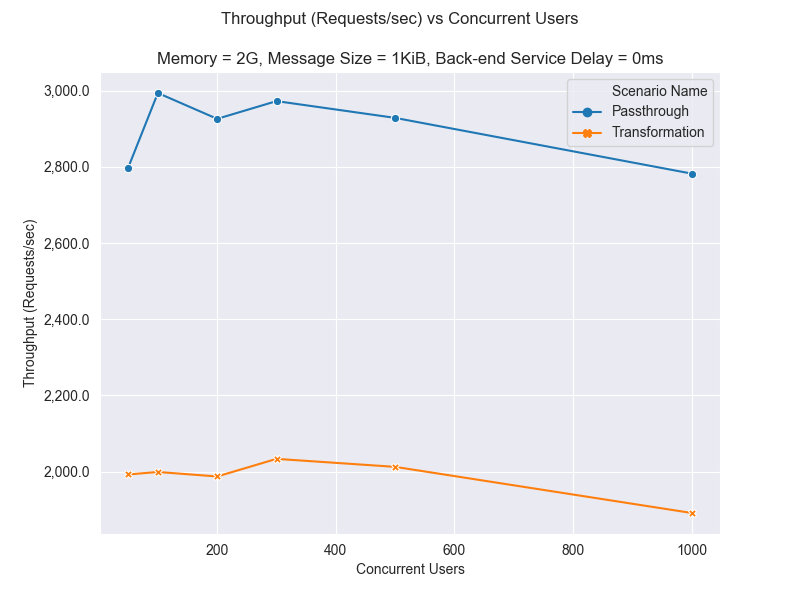 Throughput (Requests/sec) vs Concurrent Users
Memory = 2G, Message Size = 1KiB, Back-end Service Delay = 0ms
Scenario Name
Passthrough
Transformation
Throughput (Requests/sec)
3,000.0
2,800.0
2,600.0
2,400.0
2,200.0
2,000.0
200 400 600 800 1000
Concurrent Users